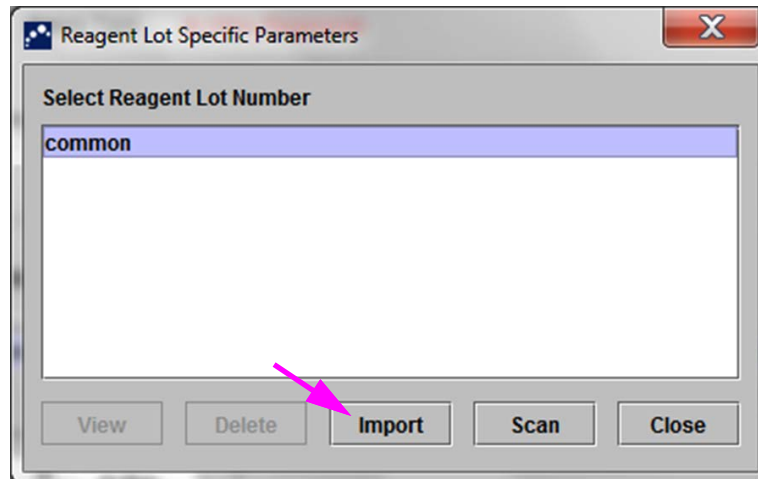 Reagent Lot Specific Parameters
Select Reagent Lot Number
common
View Delete Import Scan Close